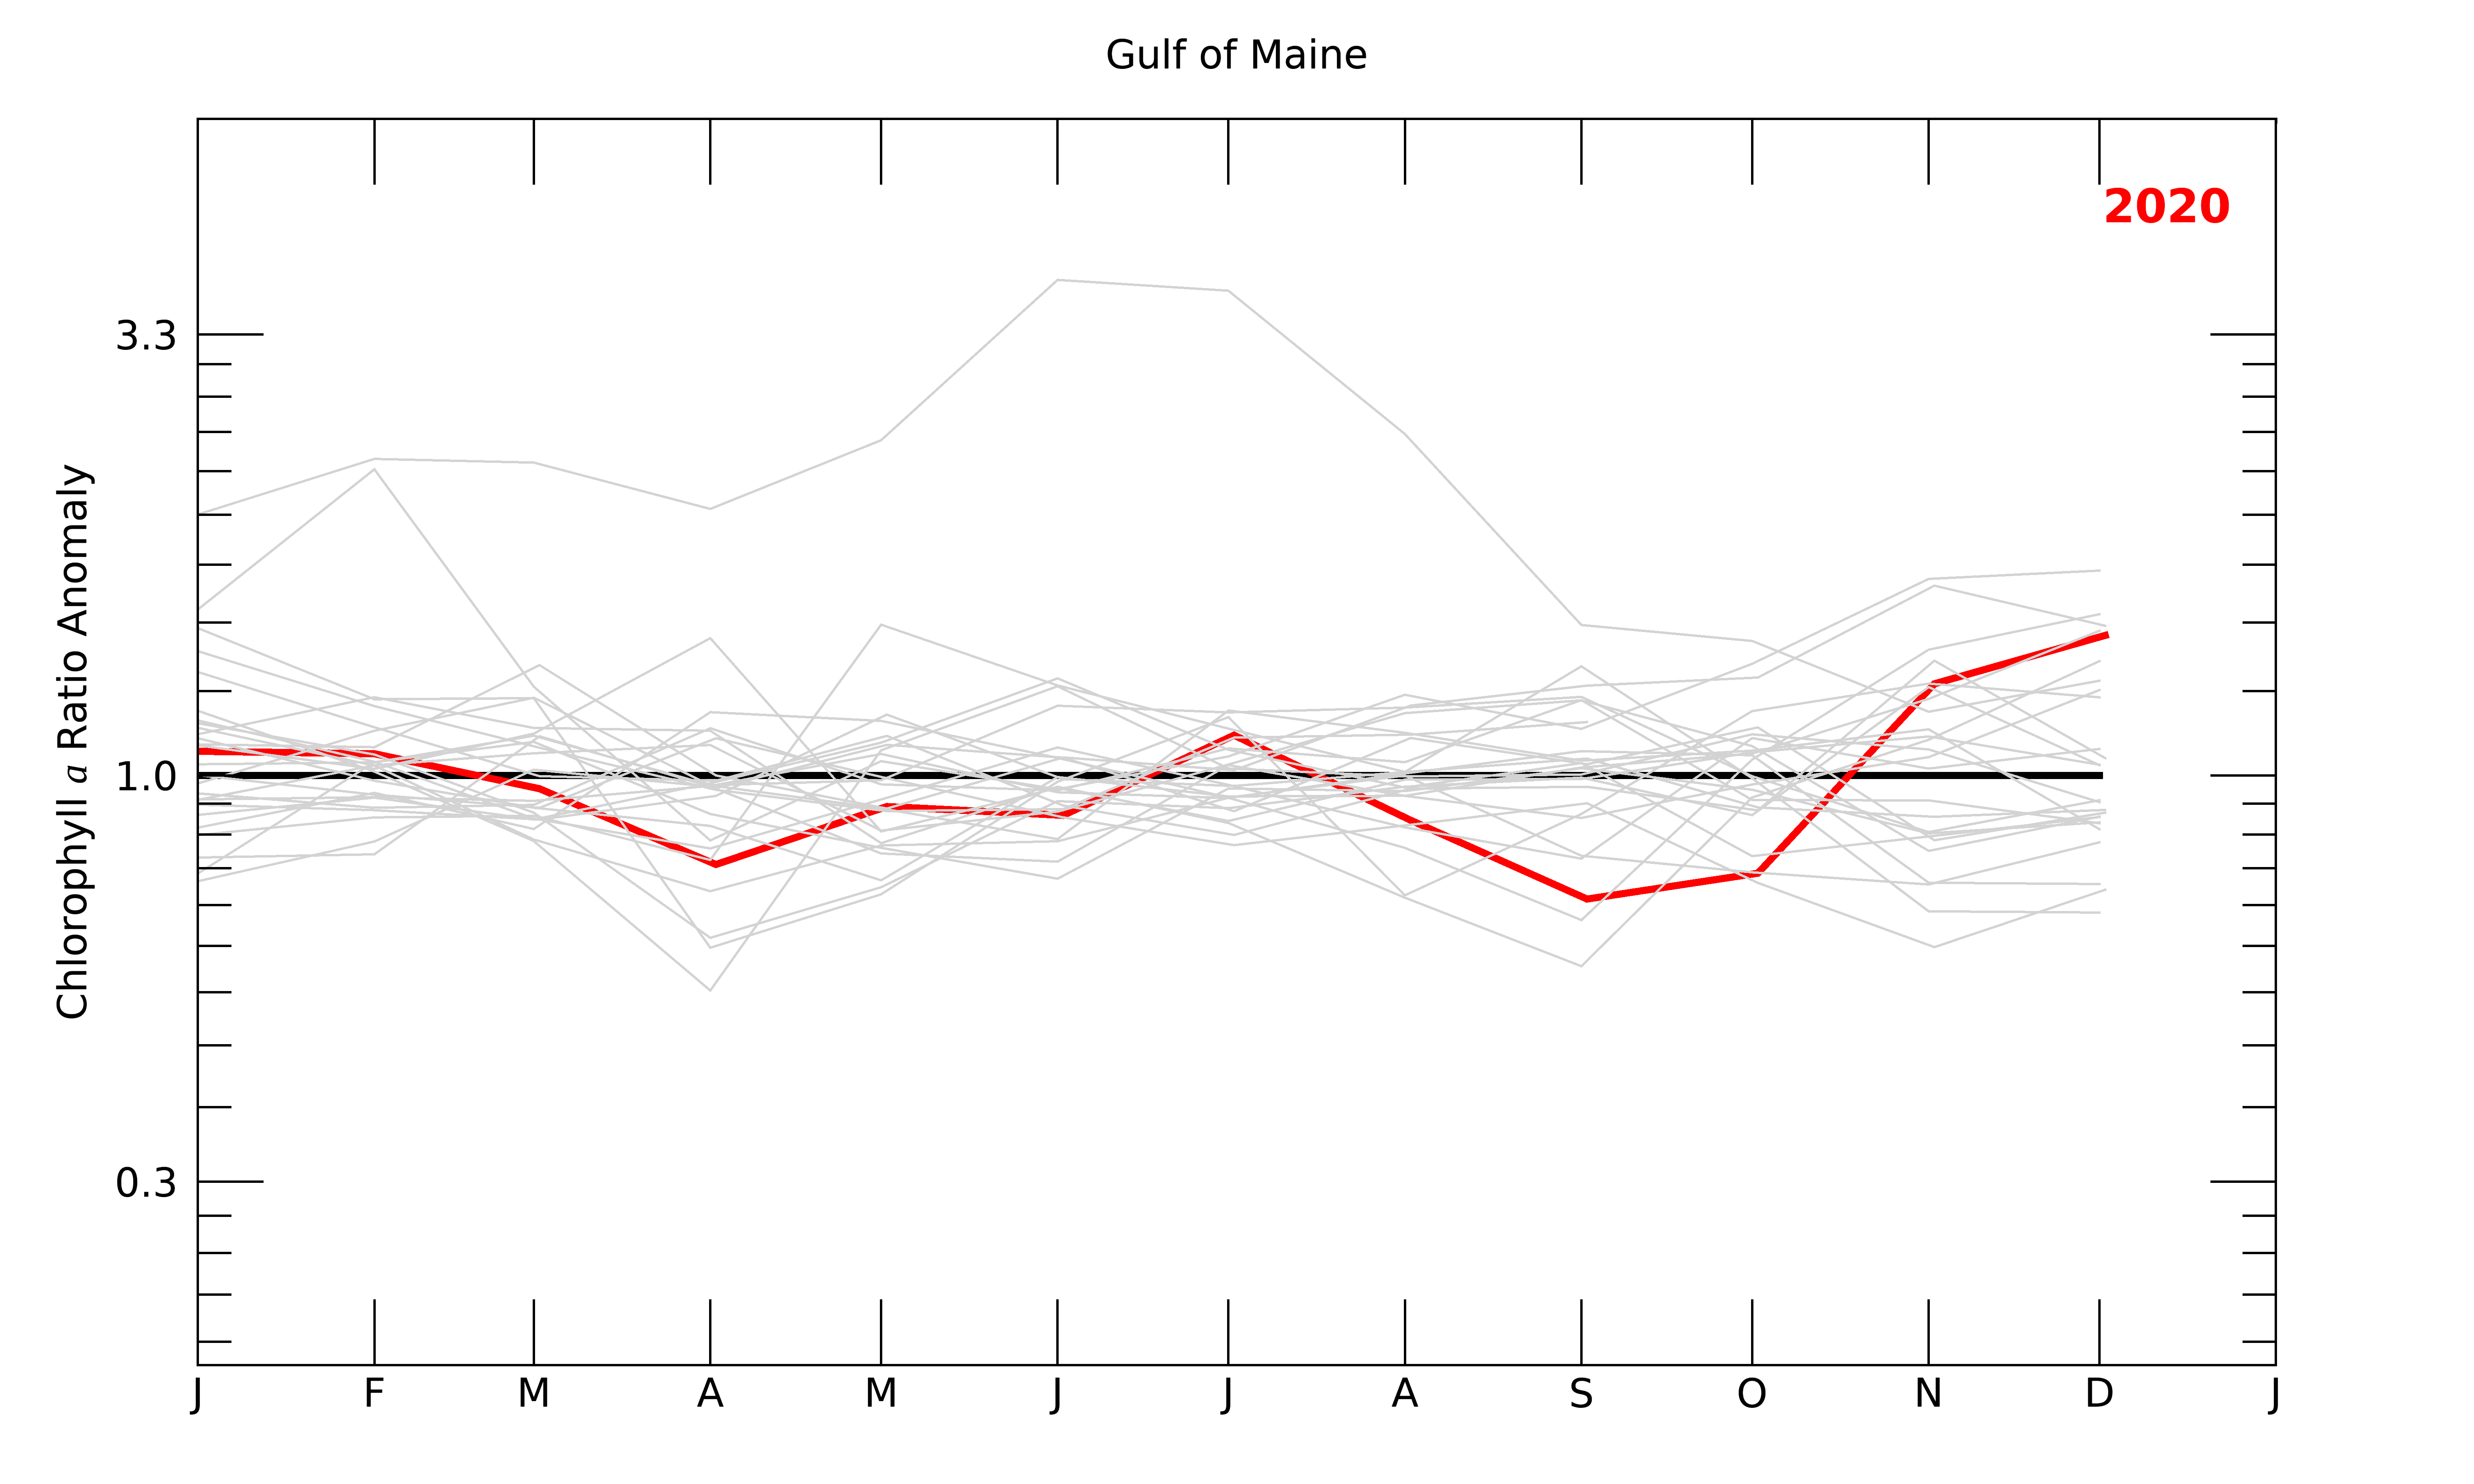 Gulf of Maine
2020
3.3
1.0
0.3
Chlorophyll a Ratio Anomaly
J F M A M J J A S O N D J